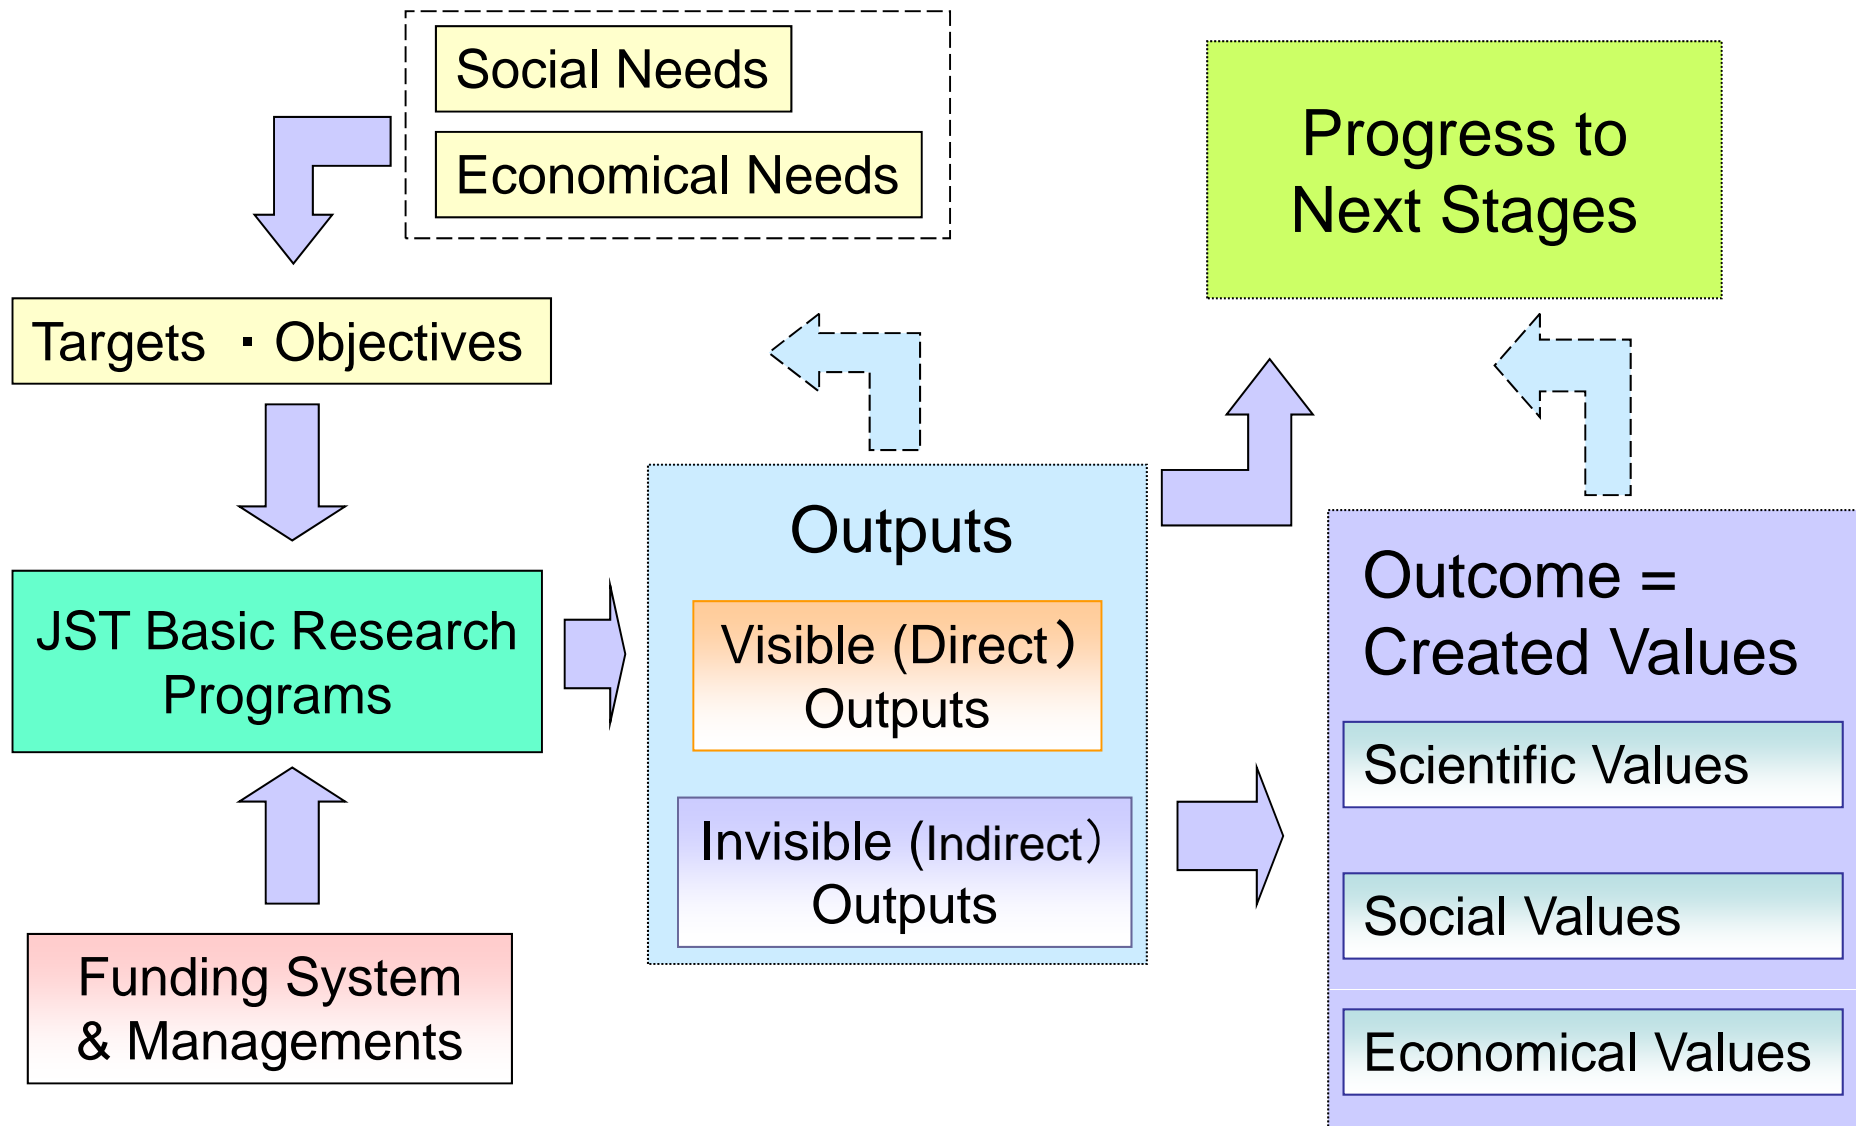 Social Needs
Economical Needs
Progress to
Next Stages
Targets ・Objectives
JST Basic Research
Programs
Funding System
& Managements
Outputs
Visible (Direct）
Outputs
Invisible (Indirect）
Outputs
Outcome =
Created Values
Scientific Values
Social Values
Economical Values